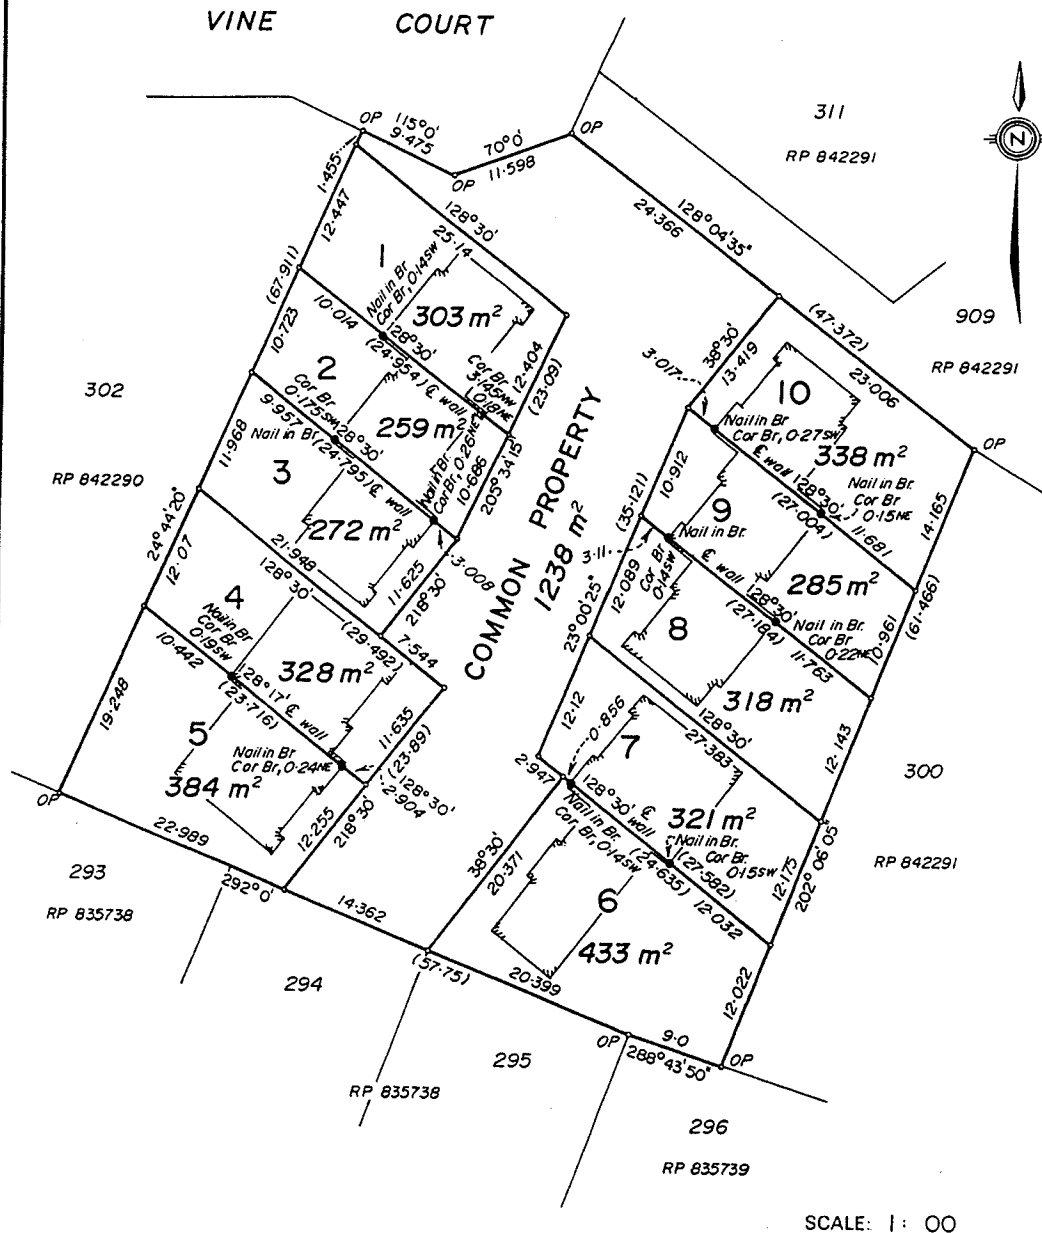 VINE COURT
OP
115°0'
9·475
70°0'
11·598
OP
OP
311
RP 842291
N
1·455
12·447
128°30'
25·14
24·366
128°04'35"
(67·911)
(47·372)
909
RP 842291
1
Nail in Br
Cor Br, 0·14SW
303 m²
10·014
128°30'
(24·954)
₵ wall
Cor Br
3·145NW
0·18NE
12·404
(23·09)
38°30'
13·419
3·017
23·006
10
Nail in Br
Cor Br, 0·27SW
338 m²
OP
10·723
2
Cor Br
0·175SW
259 m²
Nail in Br.
Cor Br, 0·26NE
10·686
205°34'15"
302
RP 842290
9·957
Nail in Br
128°30'
(24·795)
₵ wall
11·968
3
272 m²
3·008
COMMON PROPERTY
1238 m²
(35·121)
10·912
9
₵ wall
128°30'
(27·004)
Nail in Br.
Cor Br
0·15NE
11·681
14·165
285 m²
Nail in Br.
3·11
Cor Br
0·14SW
24°44'20"
12·07
21·948
128°30'
(29·492)
11·625
218°30'
7·544
23°00'25"
12·089
8
₵ wall
128°30'
(27·184)
Nail in Br.
Cor Br
0·22NE
11·763
10·961
(61·466)
318 m²
4
Nail in Br
Cor Br
0·19SW
328 m²
10·442
128°17'
(23·716)
₵ wall
11·635
(23·89)
19·248
5
Nail in Br
Cor Br, 0·24NE
384 m²
128°30'
2·904
12·255
218°30'
12·12
2·947
0·856
7
128°30'
27·383
12·143
300
RP 842291
321 m²
128°30'
₵ wall
Nail in Br.
Cor Br, 0·14SW
Nail in Br.
Cor Br.
0·15SW
(24·635)
(27·582)
12·032
12·175
202°06'05"
OP
22·989
292°0'
38°30'
20·371
6
433 m²
293
RP 835738
14·362
(57·75)
20·399
12·022
294
295
RP 835738
OP
9·0
288°43'50"
OP
296
RP 835739
SCALE: 1: 00